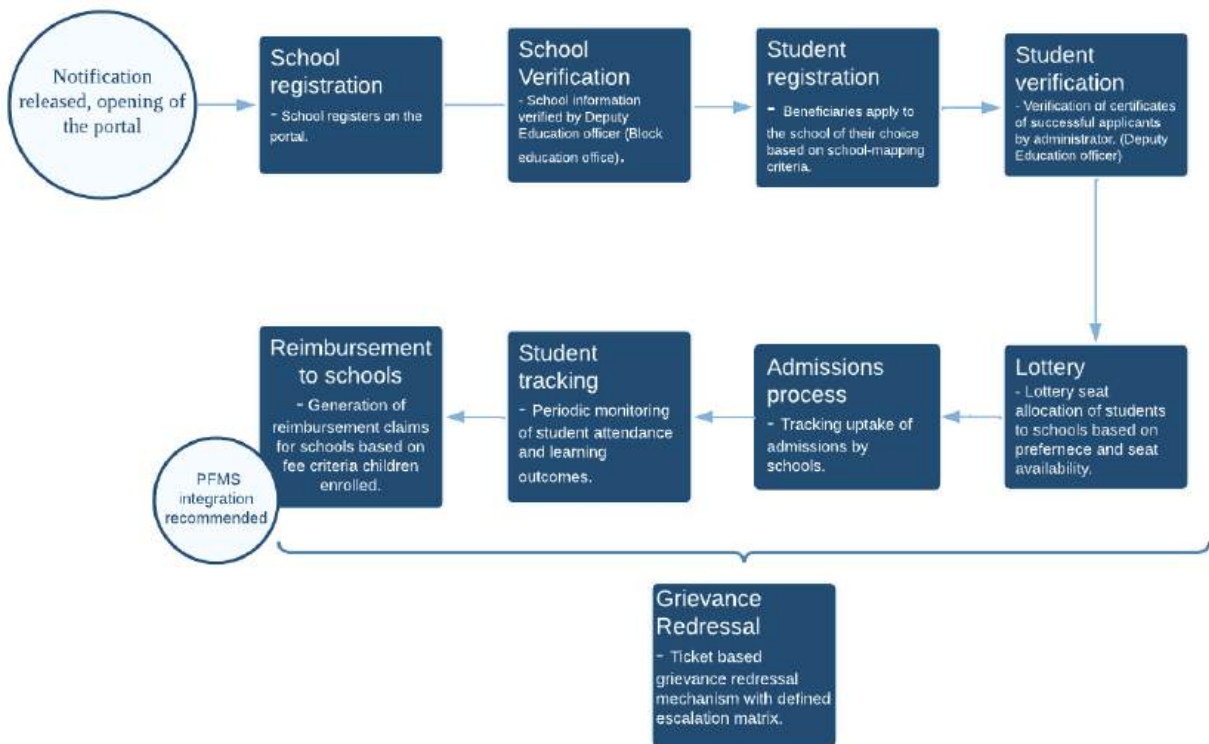 Notification
released, opening of
the portal
School
registration
- School registers on the
portal.
School
Verification
- School information
verified by Deputy
Education officer (Block
education office).
Student
registration
- Beneficiaries apply to
the school of their choice
based on school-mapping
criteria.
Student
verification
- Verification of certificates
of successful applicants
by administrator. (Deputy
Education officer)
Reimbursement
to schools
- Generation of
reimbursement claims
for schools based on
fee criteria children
enrolled.
Student
tracking
- Periodic monitoring
of student attendance
and learning
outcomes.
Admissions
process
- Tracking uptake of
admissions by
schools.
Lottery
- Lottery seat
allocation of students
to schools based on
prefernece and seat
availability.
PFMS
integration
recommended
Grievance
Redressal
- Ticket based
grievance redressal
mechanism with defined
escalation matrix.